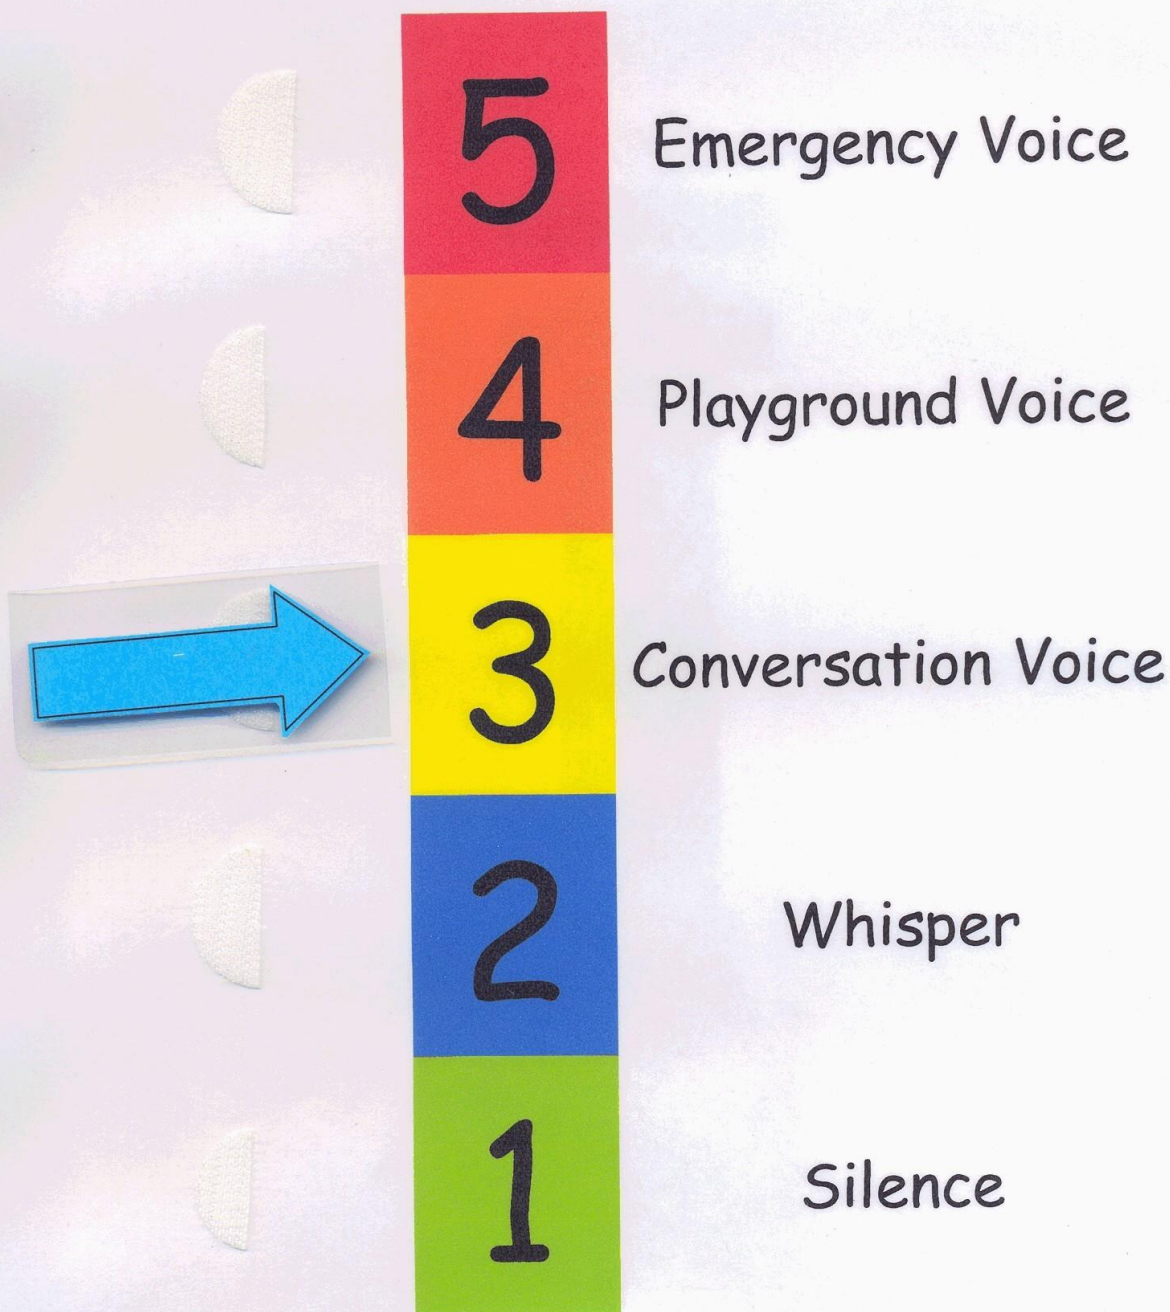 5 Emergency Voice
4 Playground Voice
3 Conversation Voice
2 Whisper
1 Silence